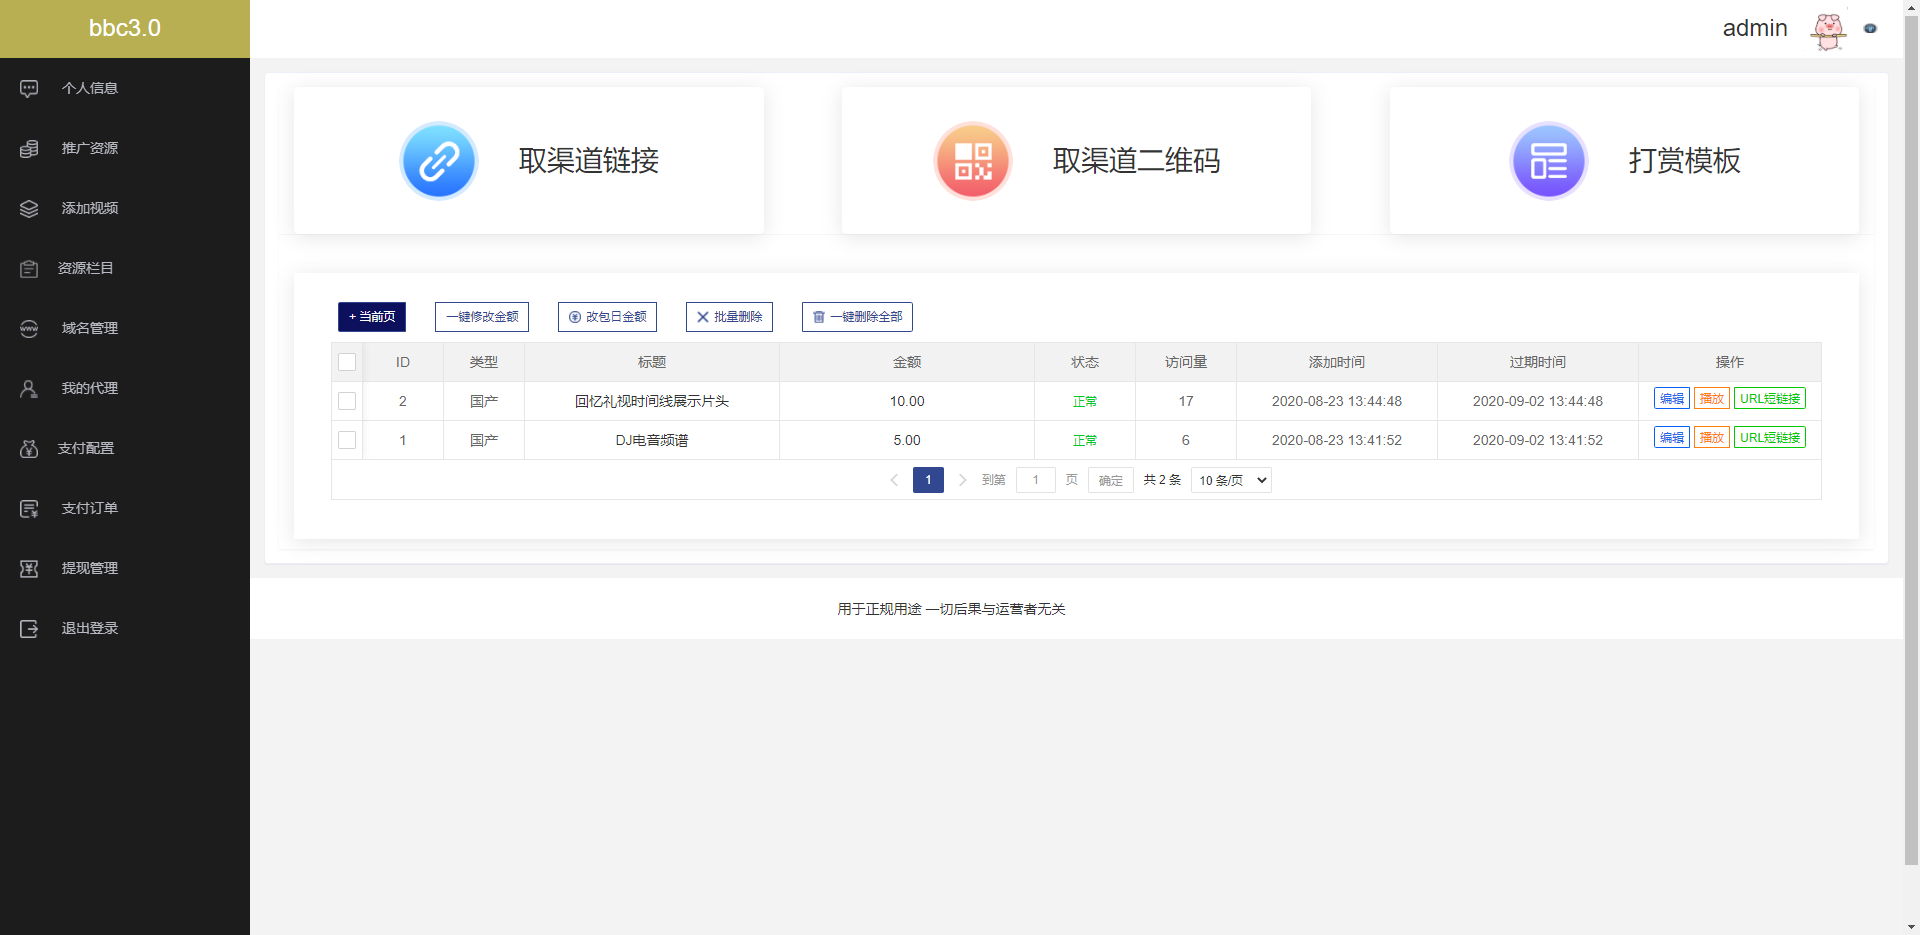 bbc3.0
admin
个人信息
推广资源
添加视频
资源栏目
域名管理
我的代理
支付配置
支付订单
提现管理
退出登录
取渠道链接
取渠道二维码
打赏模板
+ 当前页 一键修改金额 改包日金额 批量删除 一键删除全部
ID 类型 标题 金额 状态 访问量 添加时间 过期时间 操作
2 国产 回忆礼视时间线展示片头 10.00 正常 17 2020-08-23 13:44:48 2020-09-02 13:44:48 编辑 播放 URL短链接
1 国产 DJ电音频谱 5.00 正常 6 2020-08-23 13:41:52 2020-09-02 13:41:52 编辑 播放 URL短链接
1 到第 1 页 确定 共 2 条 10 条/页
用于正规用途 一切后果与运营者无关